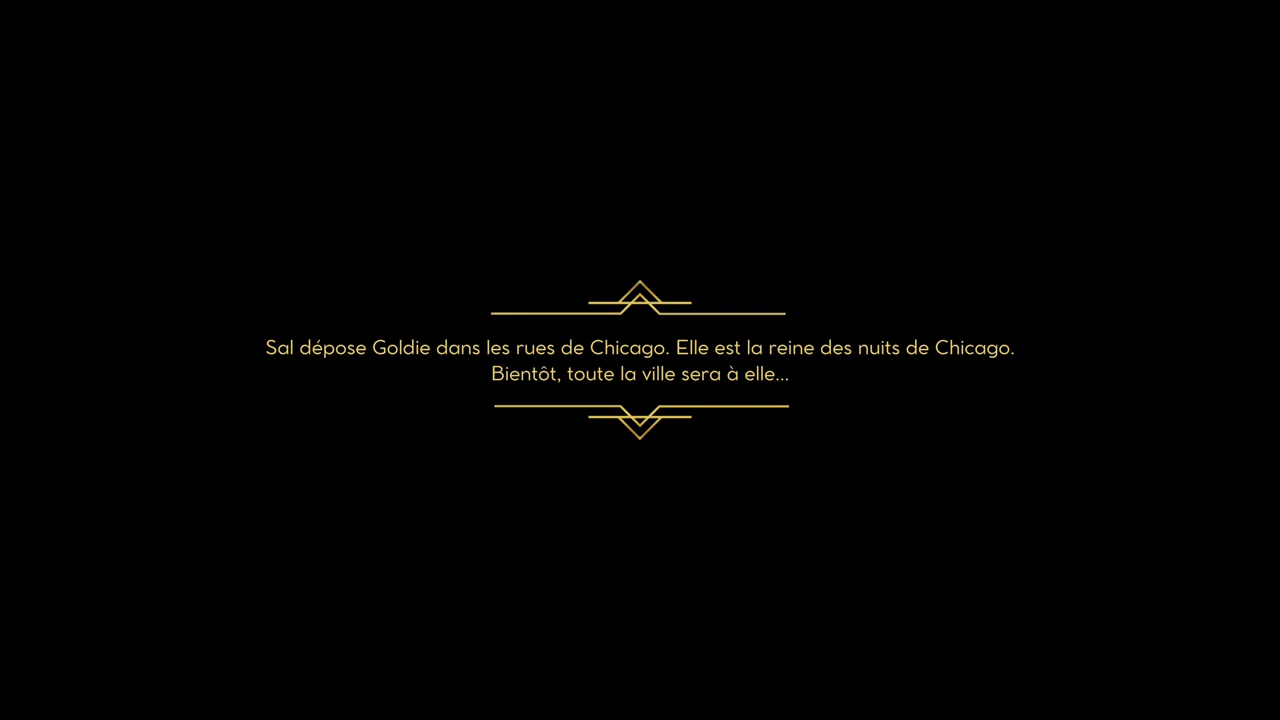 Sal dépose Goldie dans les rues de Chicago. Elle est la reine des nuits de Chicago.
Bientôt, toute la ville sera à elle...